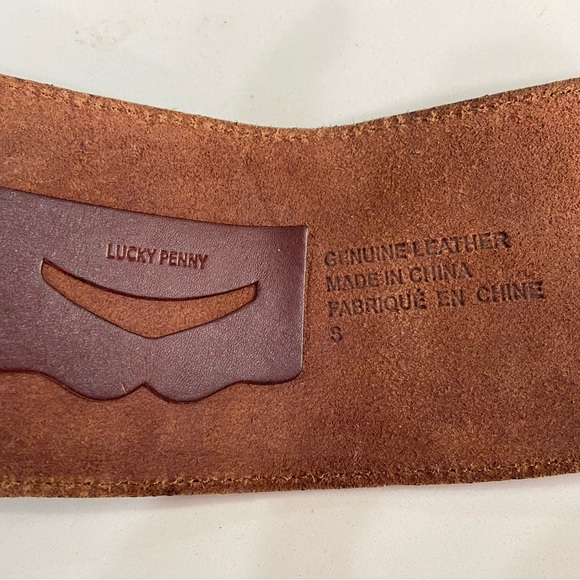 LUCKY PENNY
GENUINE LEATHER
MADE IN CHINA
FABRIQUÉ EN CHINE
S